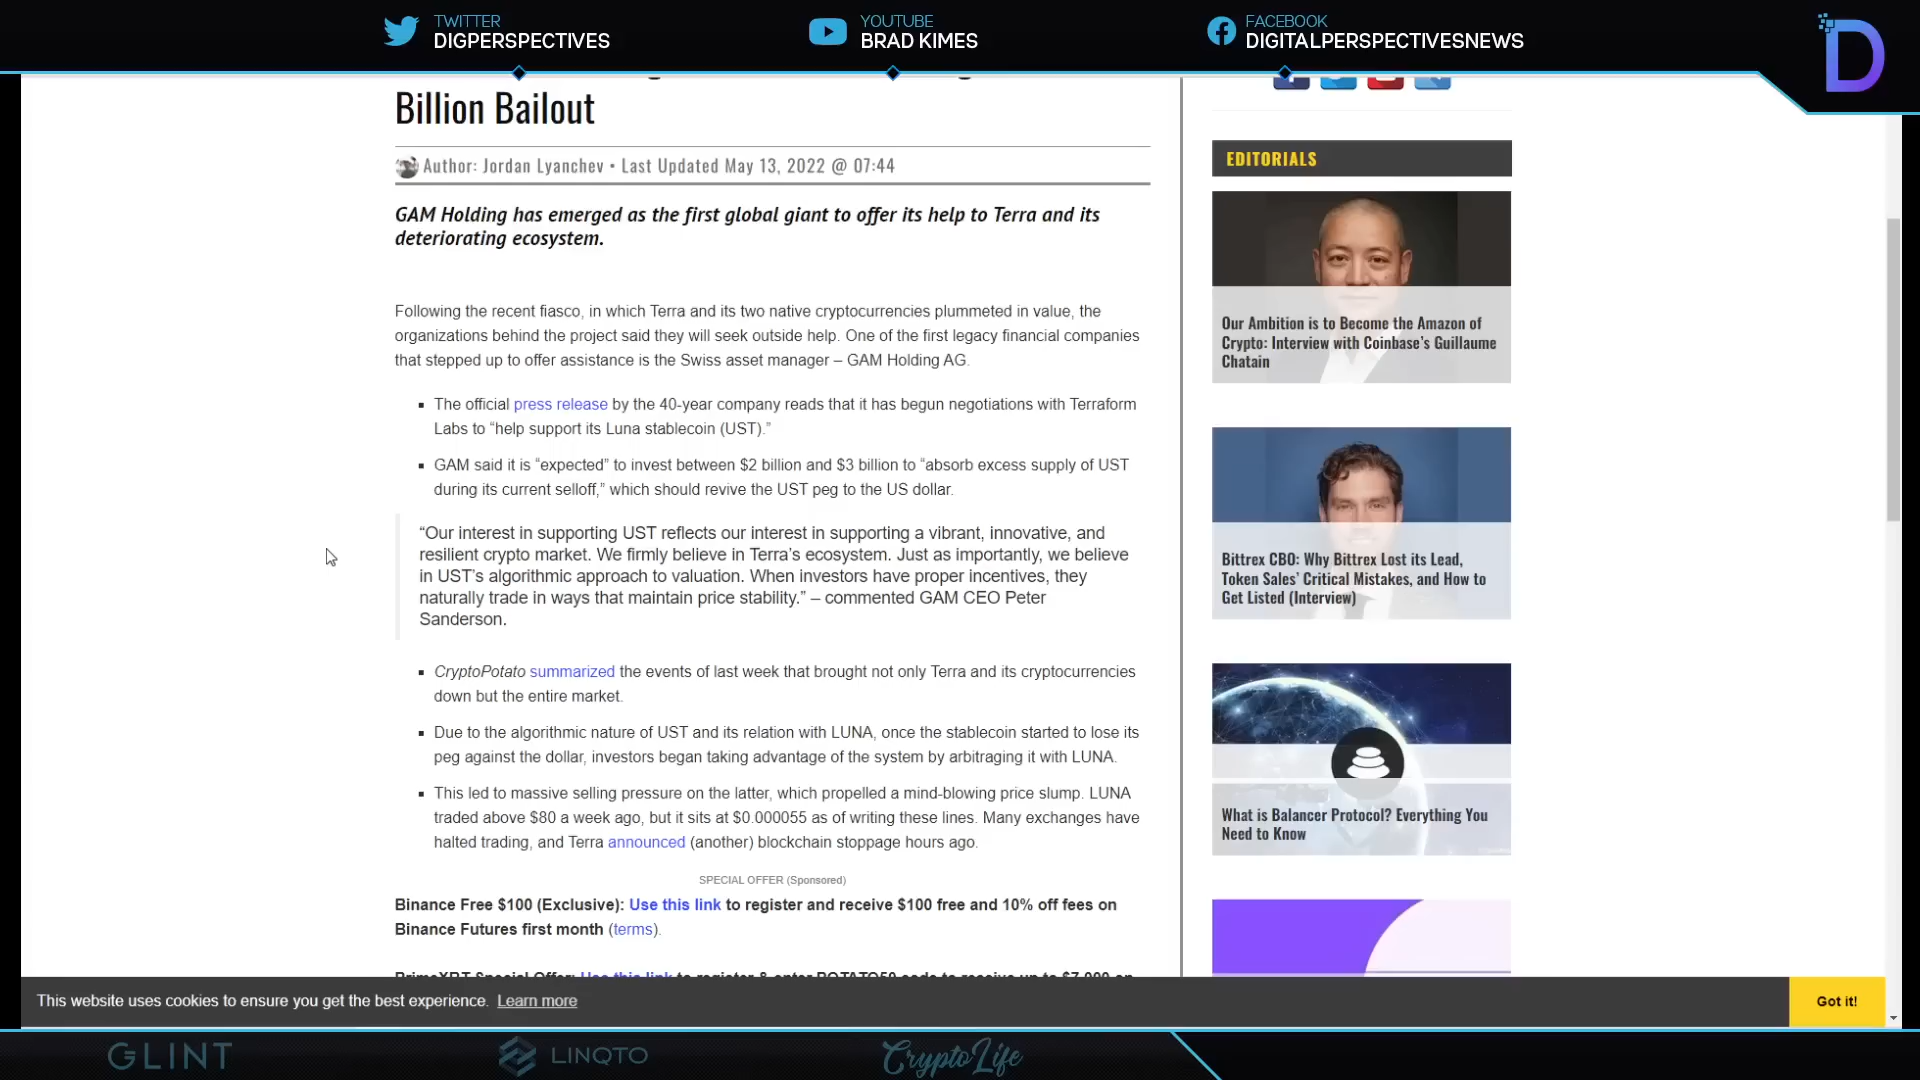 TWITTER
DIGPERSPECTIVES
YOUTUBE
BRAD KIMES
FACEBOOK
DIGITALPERSPECTIVESNEWS
D
Billion Bailout
Author: Jordan Lyanchev • Last Updated May 13, 2022 @ 07:44
GAM Holding has emerged as the first global giant to offer its help to Terra and its
deteriorating ecosystem.
Following the recent fiasco, in which Terra and its two native cryptocurrencies plummeted in value, the
organizations behind the project said they will seek outside help. One of the first legacy financial companies
that stepped up to offer assistance is the Swiss asset manager – GAM Holding AG.
▪ The official press release by the 40-year company reads that it has begun negotiations with Terraform
Labs to “help support its Luna stablecoin (UST).”
▪ GAM said it is “expected” to invest between $2 billion and $3 billion to “absorb excess supply of UST
during its current selloff,” which should revive the UST peg to the US dollar.
“Our interest in supporting UST reflects our interest in supporting a vibrant, innovative, and
resilient crypto market. We firmly believe in Terra’s ecosystem. Just as importantly, we believe
in UST’s algorithmic approach to valuation. When investors have proper incentives, they
naturally trade in ways that maintain price stability.” – commented GAM CEO Peter
Sanderson.
▪ CryptoPotato summarized the events of last week that brought not only Terra and its cryptocurrencies
down but the entire market.
▪ Due to the algorithmic nature of UST and its relation with LUNA, once the stablecoin started to lose its
peg against the dollar, investors began taking advantage of the system by arbitraging it with LUNA.
▪ This led to massive selling pressure on the latter, which propelled a mind-blowing price slump. LUNA
traded above $80 a week ago, but it sits at $0.000055 as of writing these lines. Many exchanges have
halted trading, and Terra announced (another) blockchain stoppage hours ago.
SPECIAL OFFER (Sponsored)
Binance Free $100 (Exclusive): Use this link to register and receive $100 free and 10% off fees on
Binance Futures first month (terms).
PrimeXBT Special Offer: Use this link to register & enter POTATO50 code to receive up to $7,000 on
EDITORIALS
Our Ambition is to Become the Amazon of
Crypto: Interview with Coinbase’s Guillaume
Chatain
Bittrex CBO: Why Bittrex Lost its Lead,
Token Sales’ Critical Mistakes, and How to
Get Listed (Interview)
What is Balancer Protocol? Everything You
Need to Know
This website uses cookies to ensure you get the best experience. Learn more
Got it!
GLINT
LINQTO
CryptoLife